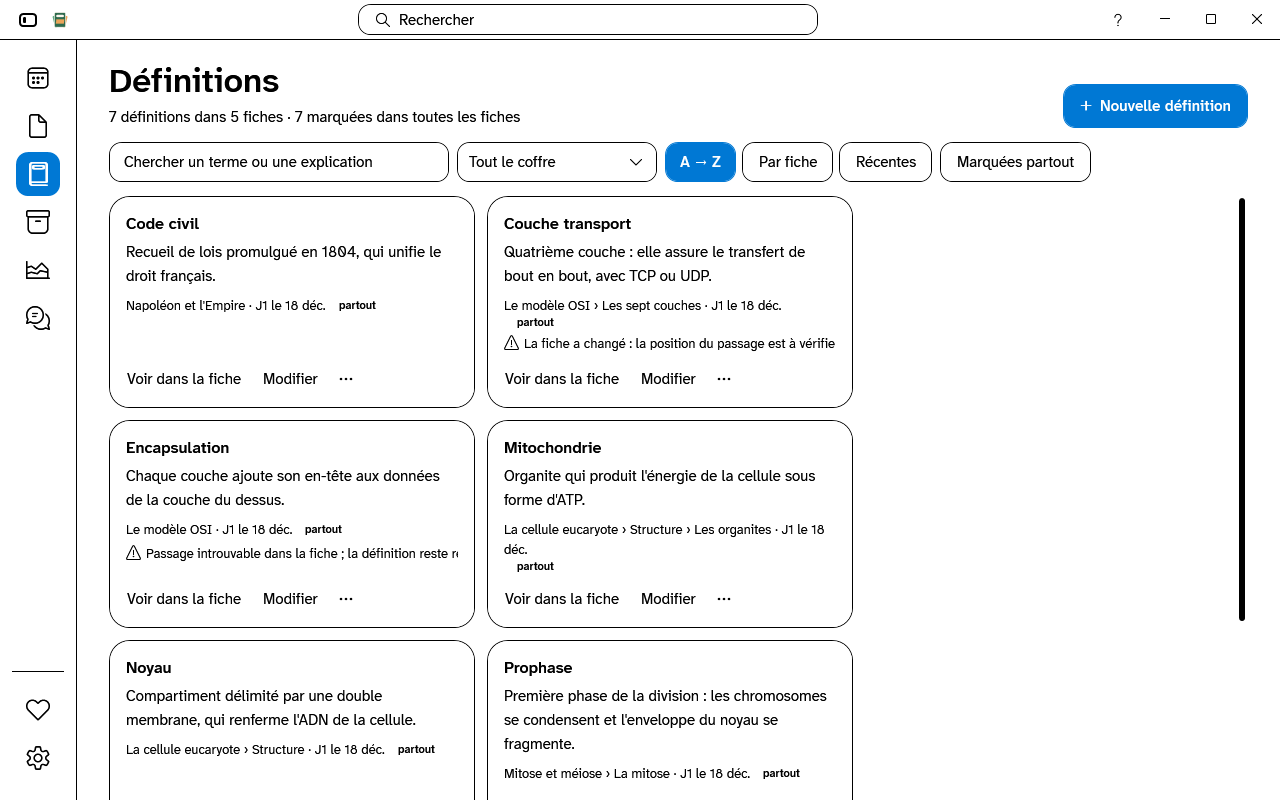 Rechercher
?
Définitions
7 définitions dans 5 fiches · 7 marquées dans toutes les fiches
+ Nouvelle définition
Chercher un terme ou une explication
Tout le coffre
A → Z
Par fiche
Récentes
Marquées partout
Code civil
Recueil de lois promulgué en 1804, qui unifie le
droit français.
Napoléon et l'Empire · J1 le 18 déc. partout
Voir dans la fiche Modifier ···
Couche transport
Quatrième couche : elle assure le transfert de
bout en bout, avec TCP ou UDP.
Le modèle OSI › Les sept couches · J1 le 18 déc.
partout
La fiche a changé : la position du passage est à vérifie
Voir dans la fiche Modifier ···
Encapsulation
Chaque couche ajoute son en-tête aux données
de la couche du dessus.
Le modèle OSI · J1 le 18 déc. partout
Passage introuvable dans la fiche ; la définition reste
Voir dans la fiche Modifier ···
Mitochondrie
Organite qui produit l'énergie de la cellule sous
forme d'ATP.
La cellule eucaryote › Structure › Les organites · J1 le 18
déc.
partout
Voir dans la fiche Modifier ···
Noyau
Compartiment délimité par une double
membrane, qui renferme l'ADN de la cellule.
La cellule eucaryote › Structure · J1 le 18 déc. partout
Prophase
Première phase de la division : les chromosomes
se condensent et l'enveloppe du noyau se
fragmente.
Mitose et méiose › La mitose · J1 le 18 déc. partout